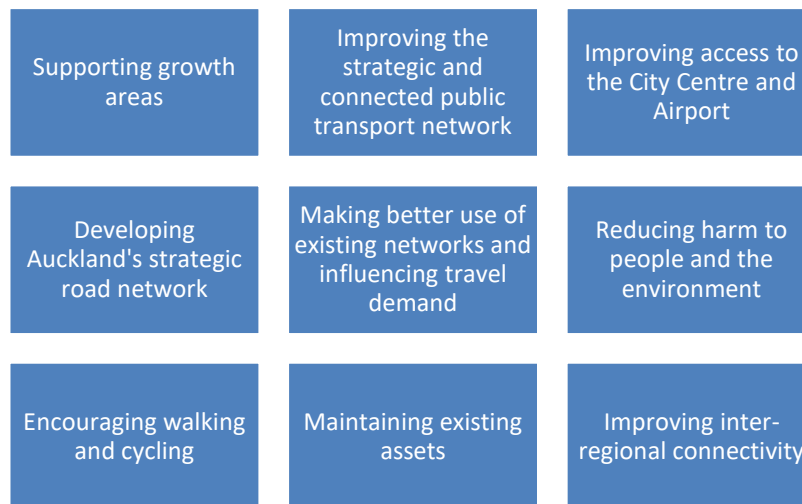 Supporting growth
areas
Improving the
strategic and
connected public
transport network
Improving access to
the City Centre and
Airport
Developing
Auckland's strategic
road network
Making better use of
existing networks and
influencing travel
demand
Reducing harm to
people and the
environment
Encouraging walking
and cycling
Maintaining existing
assets
Improving inter-
regional connectivity